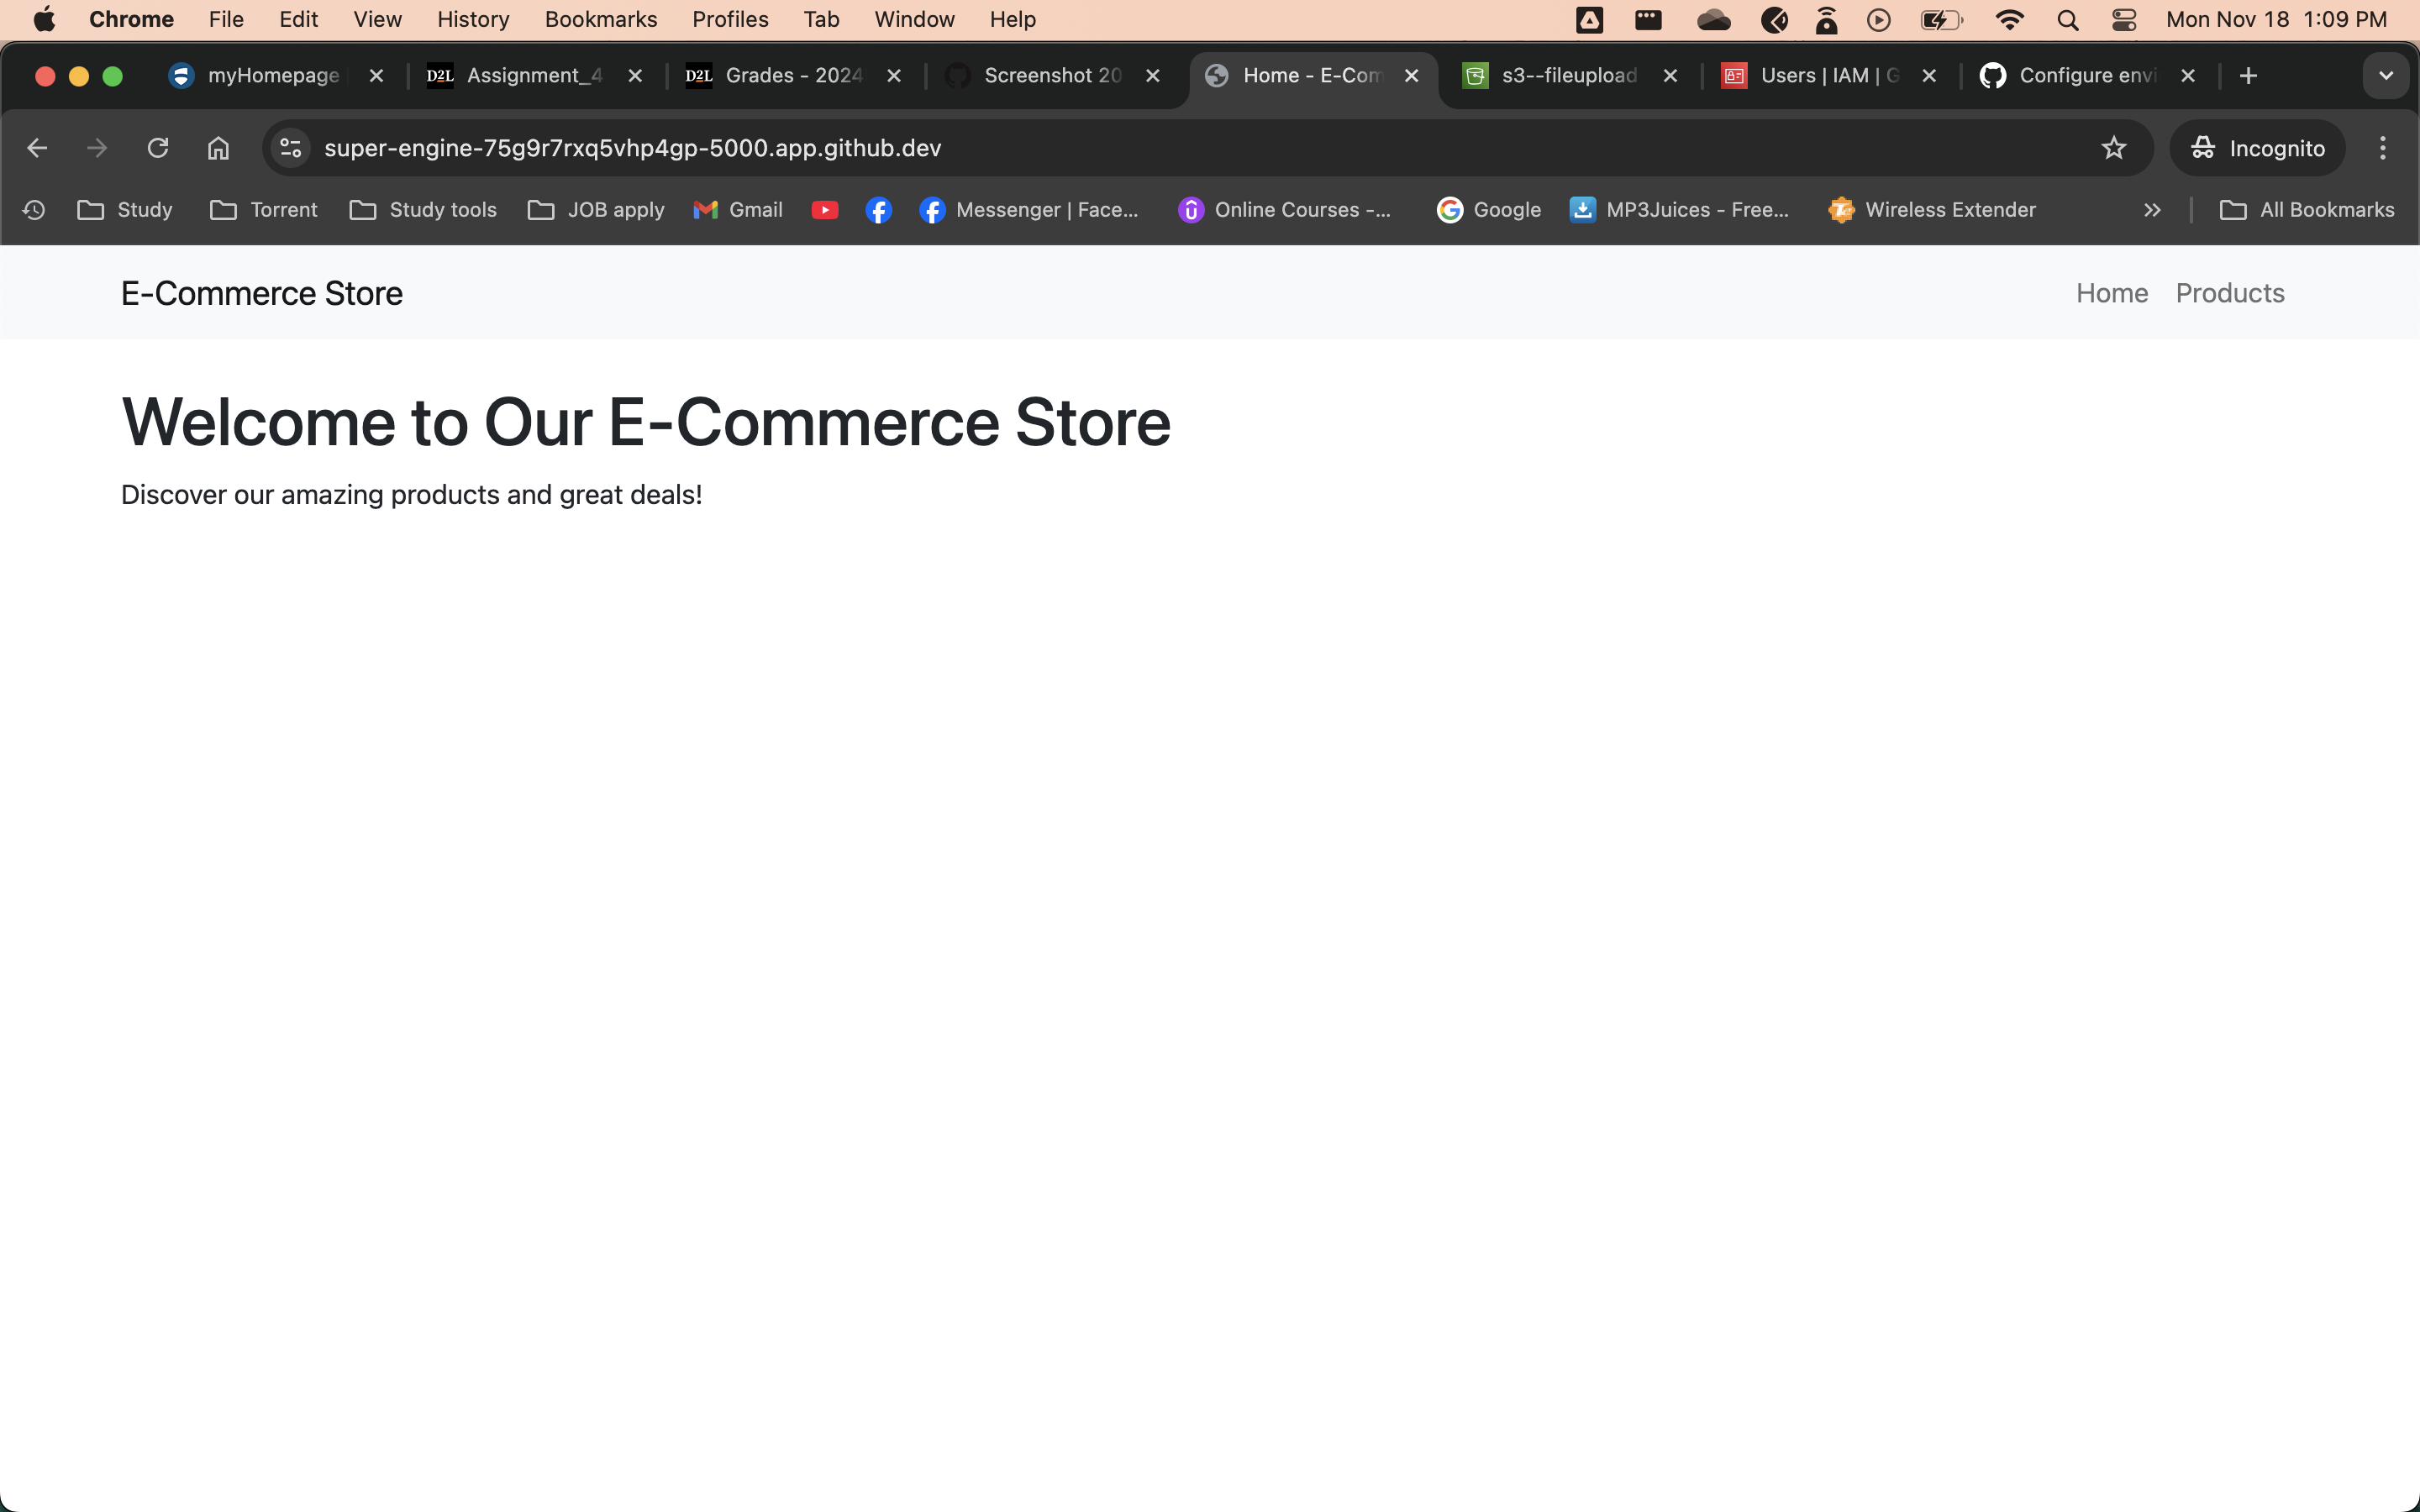 Chrome File Edit View History Bookmarks Profiles Tab Window Help Mon Nov 18 1:09 PM
myHomepage D2L Assignment_4 D2L Grades - 2024 Screenshot 20 Home - E-Com s3--fileupload Users | IAM | G Configure envi
super-engine-75g9r7rxq5vhp4gp-5000.app.github.dev Incognito
Study Torrent Study tools JOB apply Gmail Messenger | Face... Online Courses -... Google MP3Juices - Free... Wireless Extender All Bookmarks
E-Commerce Store Home Products
Welcome to Our E-Commerce Store
Discover our amazing products and great deals!